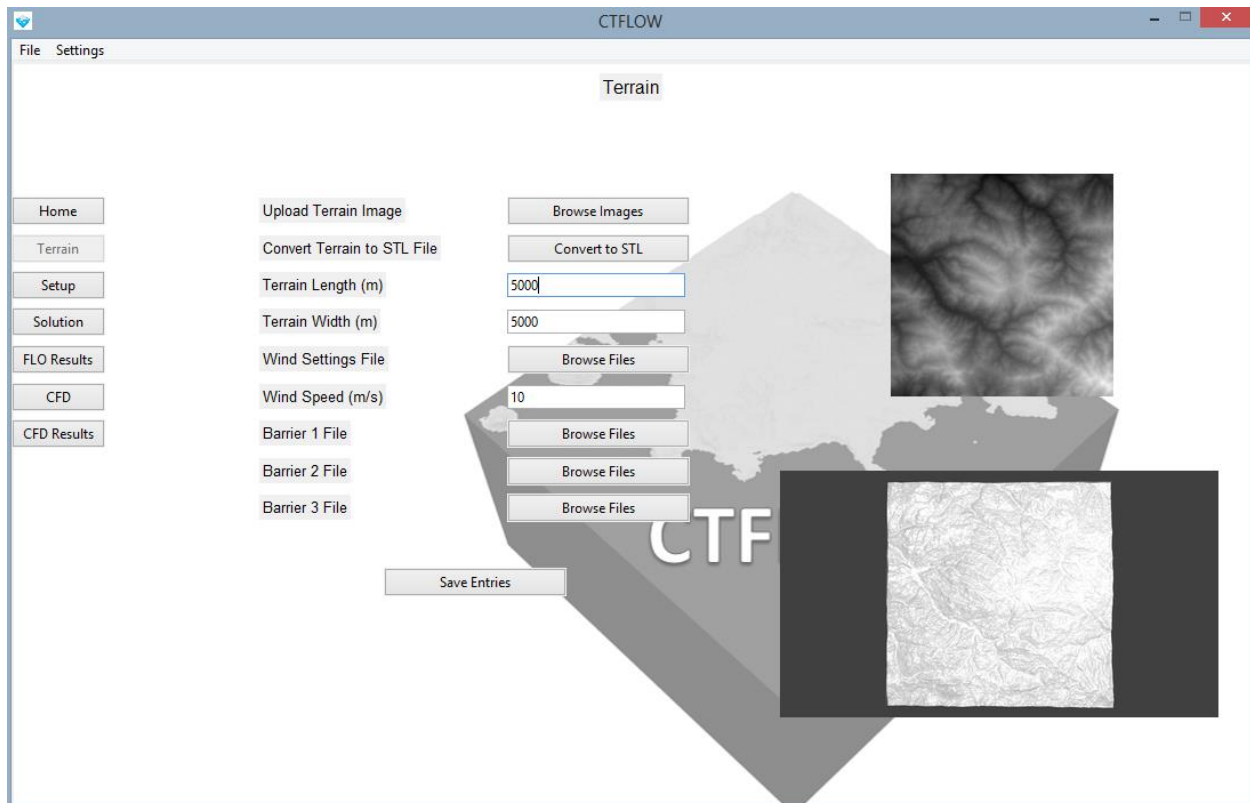 CTFLOW
File Settings
Terrain
Home
Terrain
Setup
Solution
FLO Results
CFD
CFD Results
Upload Terrain Image Browse Images
Convert Terrain to STL File Convert to STL
Terrain Length (m) 5000
Terrain Width (m) 5000
Wind Settings File Browse Files
Wind Speed (m/s) 10
Barrier 1 File Browse Files
Barrier 2 File Browse Files
Barrier 3 File Browse Files
Save Entries
CTF